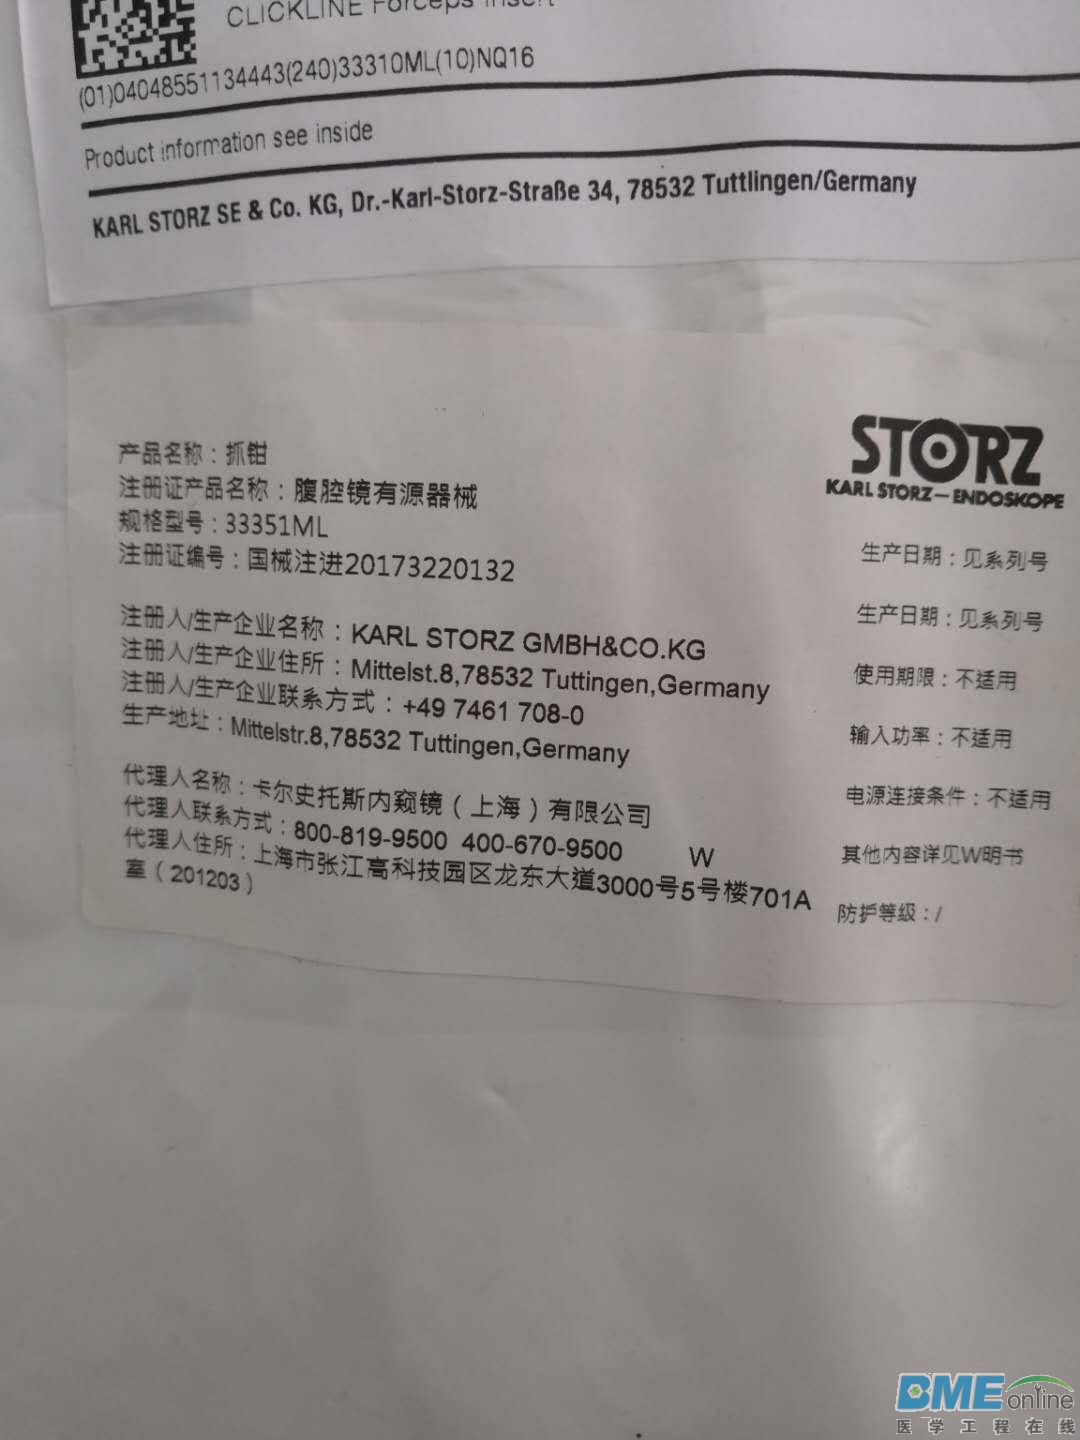 CLICKLINE Forceps Insert
(01)04048551134443(240)33310ML(10)NQ16
Product information see inside
KARL STORZ SE & Co. KG, Dr.-Karl-Storz-Straße 34, 78532 Tuttlingen/Germany
STORZ
KARL STORZ—ENDOSKOPE
产品名称：抓钳
注册证产品名称：腹腔镜有源器械
规格型号：33351ML
注册证编号：国械注进20173220132
注册人/生产企业名称：KARL STORZ GMBH&CO.KG
注册人/生产企业住所：Mittelst.8,78532 Tuttingen,Germany
注册人/生产企业联系方式：+49 7461 708-0
生产地址：Mittelstr.8,78532 Tuttingen,Germany
代理人名称：卡尔史托斯内窥镜（上海）有限公司
代理人联系方式：800-819-9500 400-670-9500 W
代理人住所：上海市张江高科技园区龙东大道3000号5号楼701A
室（201203）
生产日期：见系列号
生产日期：见系列号
使用期限：不适用
输入功率：不适用
电源连接条件：不适用
其他内容详见W明书
防护等级：/
BME online
医学工程在线